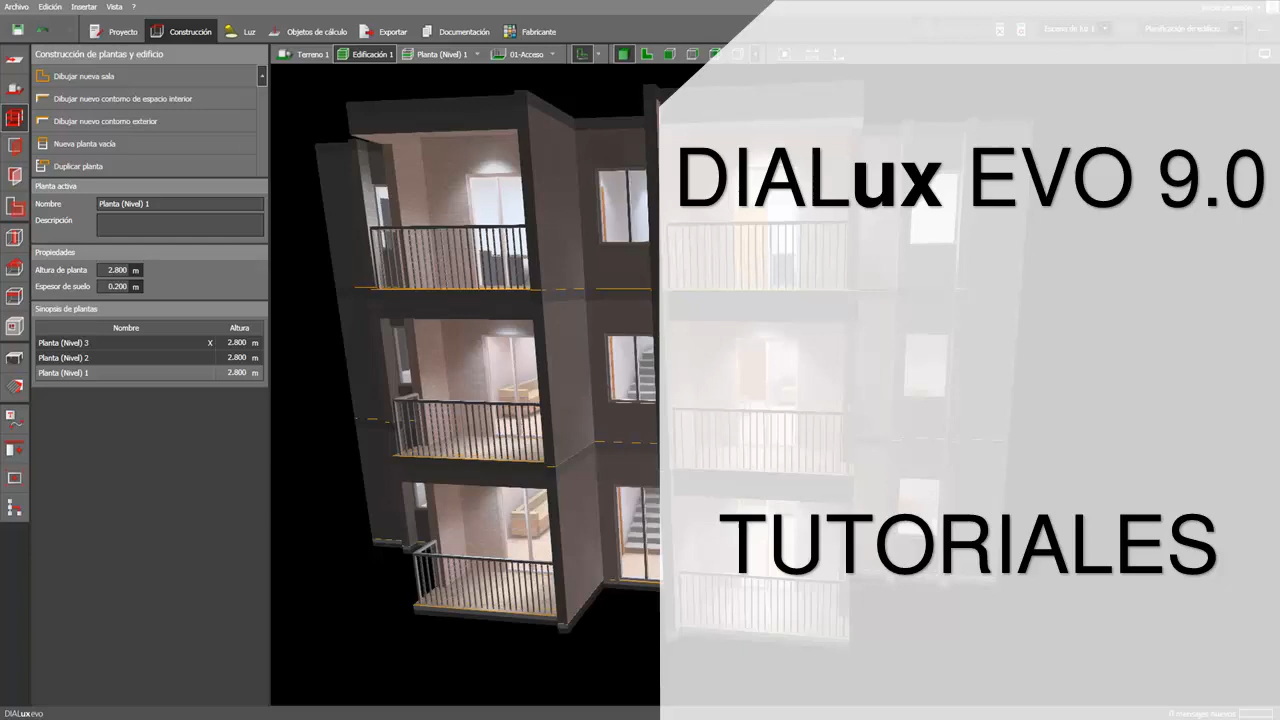 Archivo Edición Insertar Vista ?
Proyecto Construcción Luz Objetos de cálculo Exportar Documentación Fabricante
Construcción de plantas y edificio
Terreno 1 Edificación 1 Planta (Nivel) 1 01-Acceso
Dibujar nueva sala
Dibujar nuevo contorno de espacio interior
Dibujar nuevo contorno exterior
Nueva planta vacía
Duplicar planta
Planta activa
Nombre Planta (Nivel) 1
Descripción
Propiedades
Altura de planta 2.800 m
Espesor de suelo 0.200 m
Sinopsis de plantas
Nombre Altura
Planta (Nivel) 3 X 2.800 m
Planta (Nivel) 2 2.800 m
Planta (Nivel) 1 2.800 m
DIALux EVO 9.0
TUTORIALES
DIALux evo